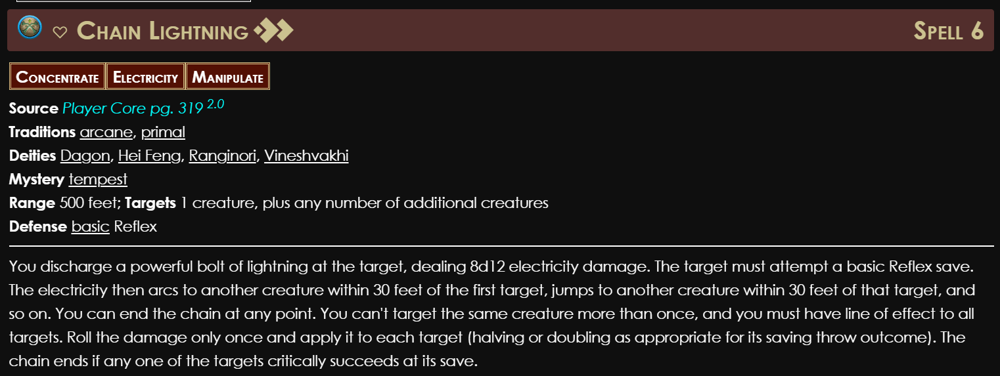 Chain Lightning
Spell 6
Concentrate Electricity Manipulate
Source Player Core pg. 319 2.0
Traditions arcane, primal
Deities Dagon, Hei Feng, Ranginori, Vineshvakhi
Mystery tempest
Range 500 feet; Targets 1 creature, plus any number of additional creatures
Defense basic Reflex
You discharge a powerful bolt of lightning at the target, dealing 8d12 electricity damage. The target must attempt a basic Reflex save.
The electricity then arcs to another creature within 30 feet of the first target, jumps to another creature within 30 feet of that target, and
so on. You can end the chain at any point. You can't target the same creature more than once, and you must have line of effect to all
targets. Roll the damage only once and apply it to each target (halving or doubling as appropriate for its saving throw outcome). The
chain ends if any one of the targets critically succeeds at its save.